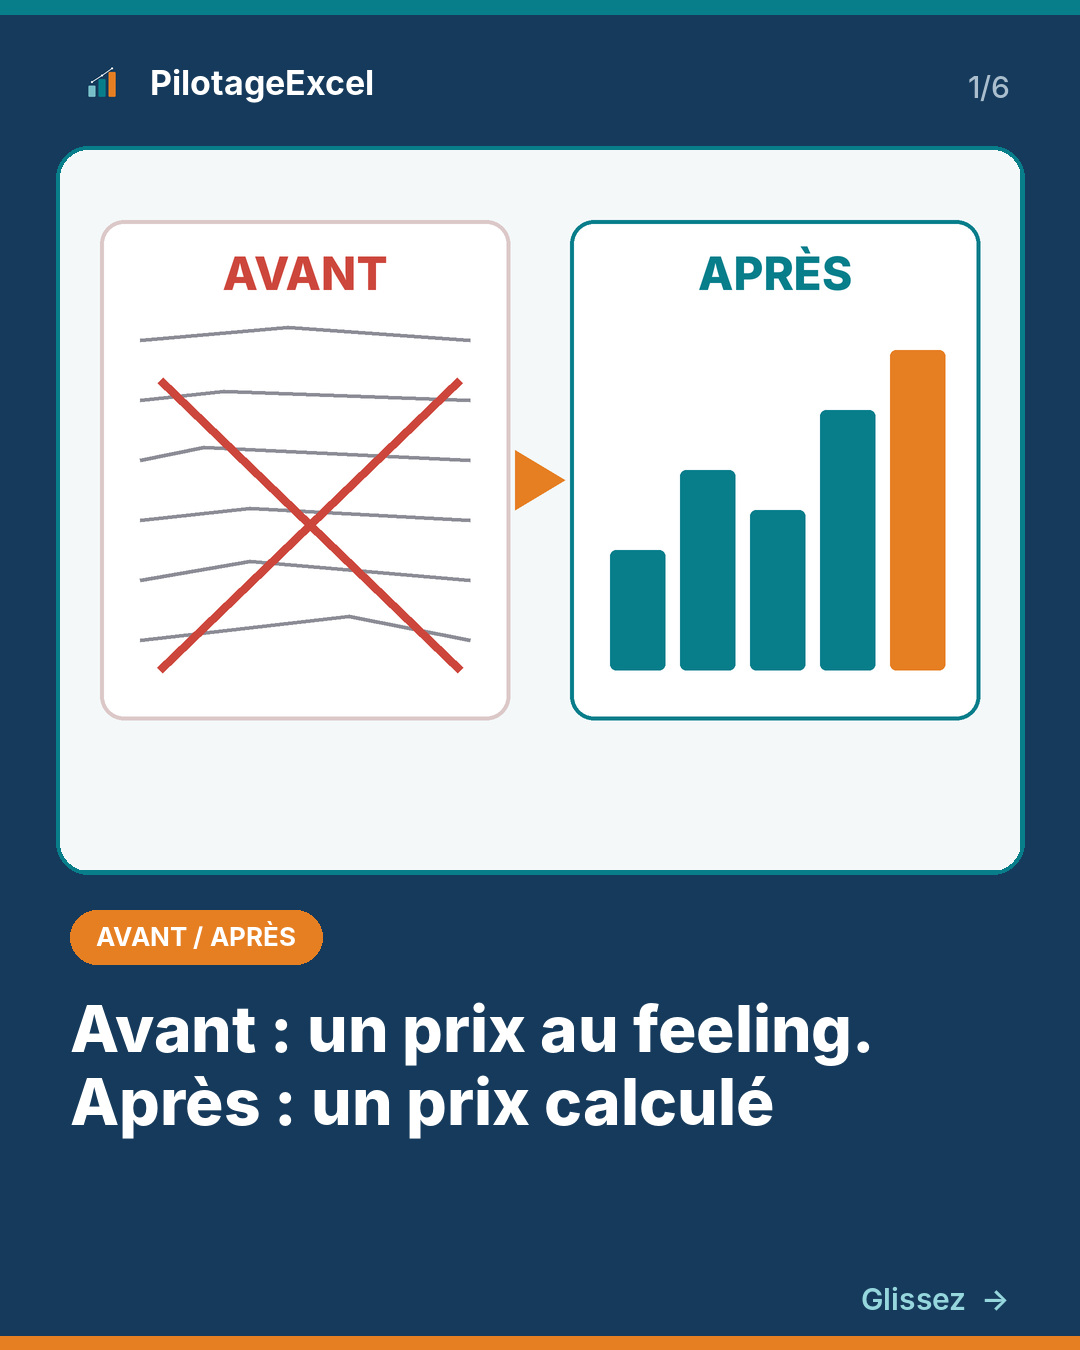 PilotageExcel
1/6
AVANT
APRÈS
AVANT / APRÈS
Avant : un prix au feeling.
Après : un prix calculé
Glissez →